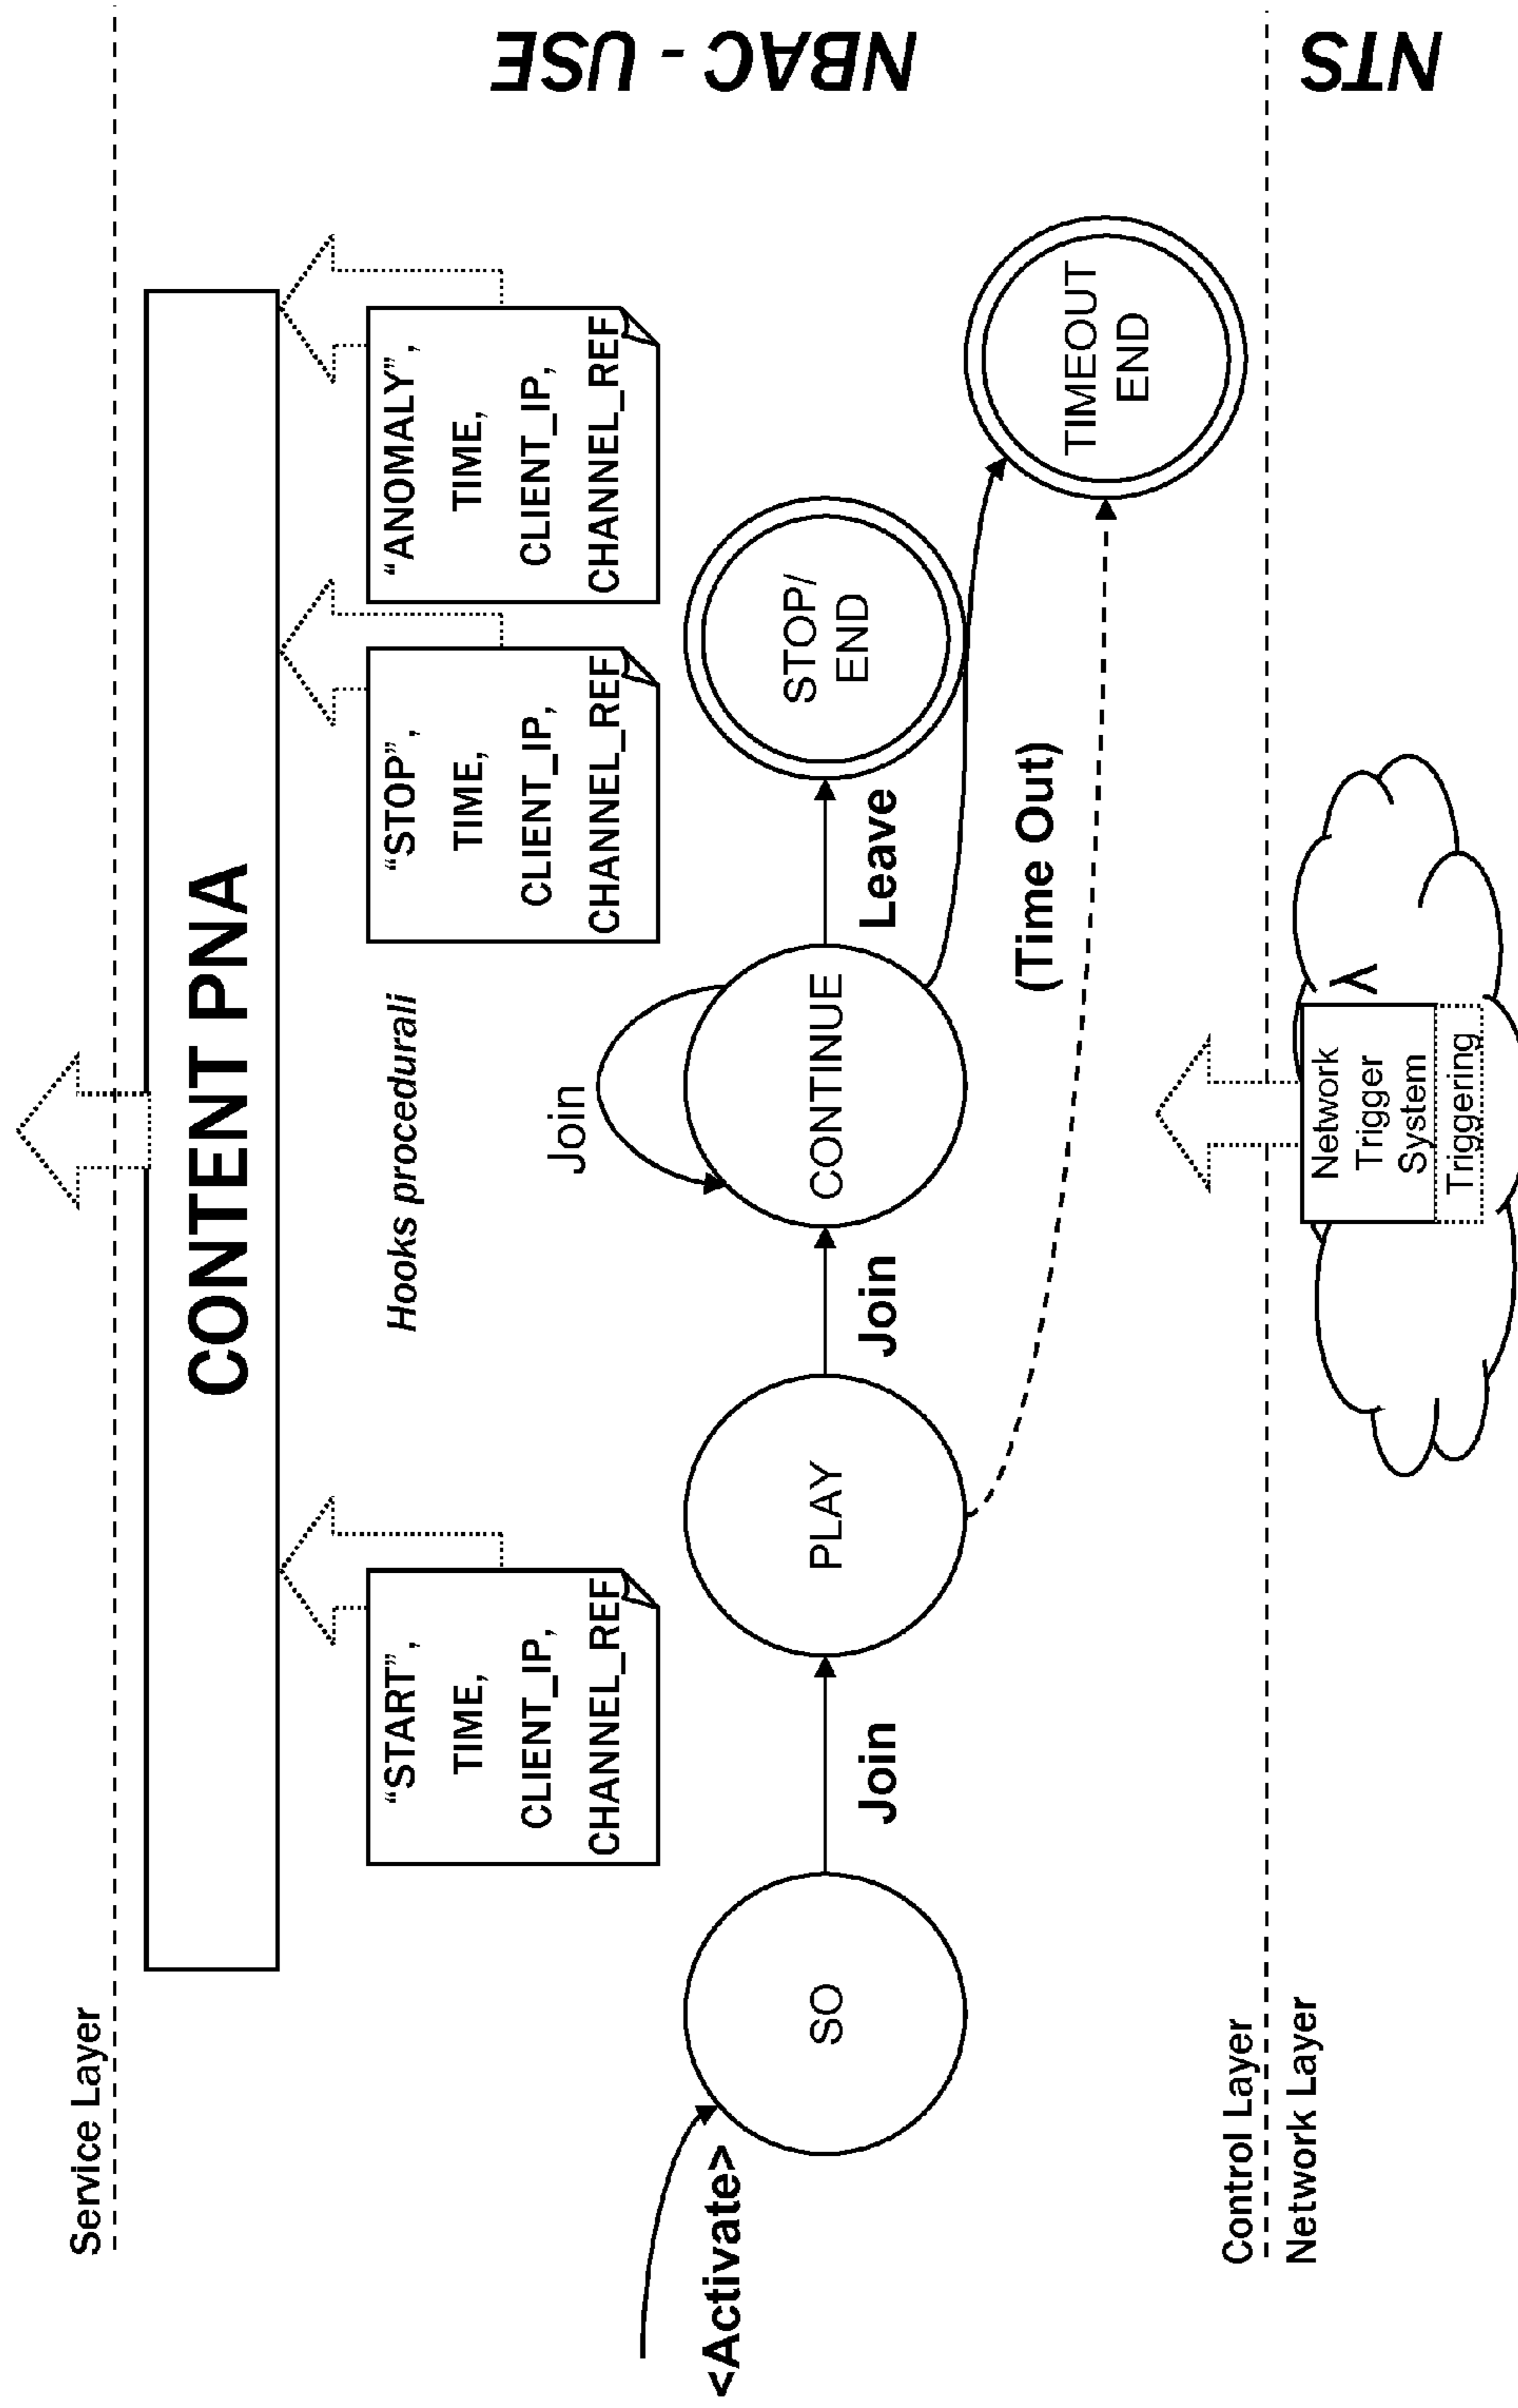 Service Layer
CONTENT PNA
"START",
TIME,
CLIENT_IP,
CHANNEL_REF
Hooks procedurali
"STOP",
TIME,
CLIENT_IP,
CHANNEL_REF
"ANOMALY",
TIME,
CLIENT_IP,
CHANNEL_REF
NBAC - USE
<Activate>
SO
Join
PLAY
Join
Join
CONTINUE
Leave
STOP/
END
(Time Out)
TIMEOUT
END
Control Layer
Network Layer
Network
Trigger
System
Triggering
NTS